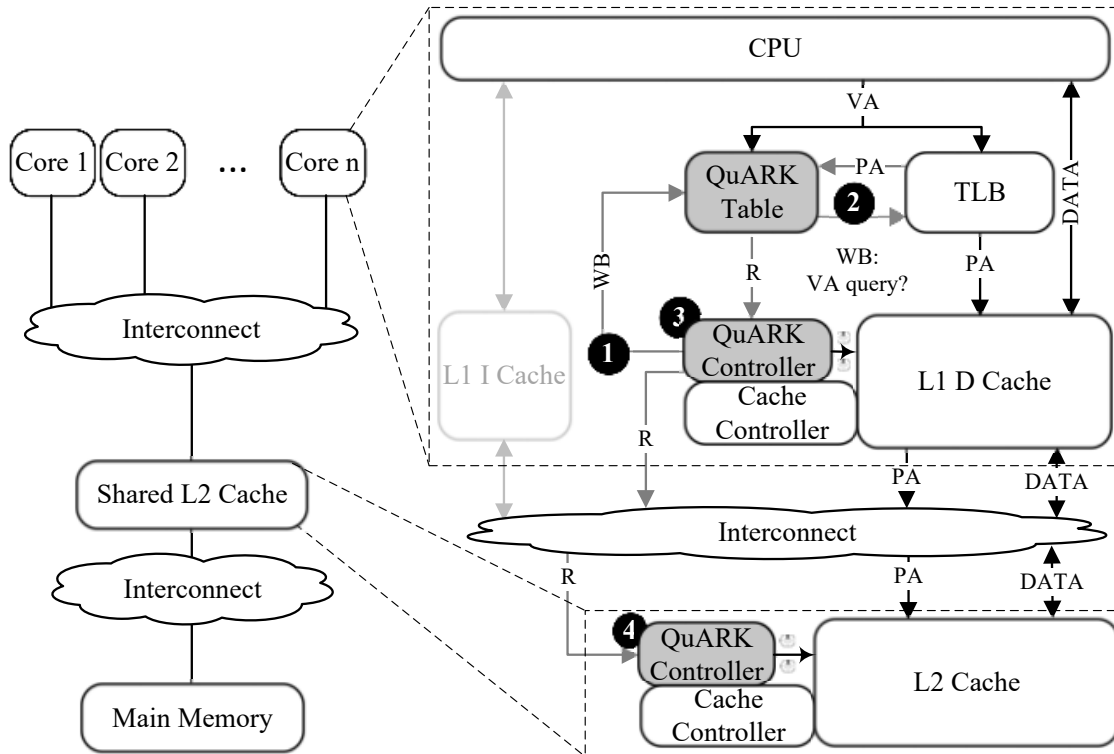 CPU
VA
Core 1
Core 2
...
Core n
PA
QuARK
Table
2
TLB
DATA
WB
R
WB:
VA query?
PA
3
1
QuARK
Controller
Cache
Controller
L1 I Cache
L1 D Cache
Interconnect
R
PA
DATA
Shared L2 Cache
Interconnect
R
PA
DATA
Interconnect
4
QuARK
Controller
Cache
Controller
L2 Cache
Main Memory